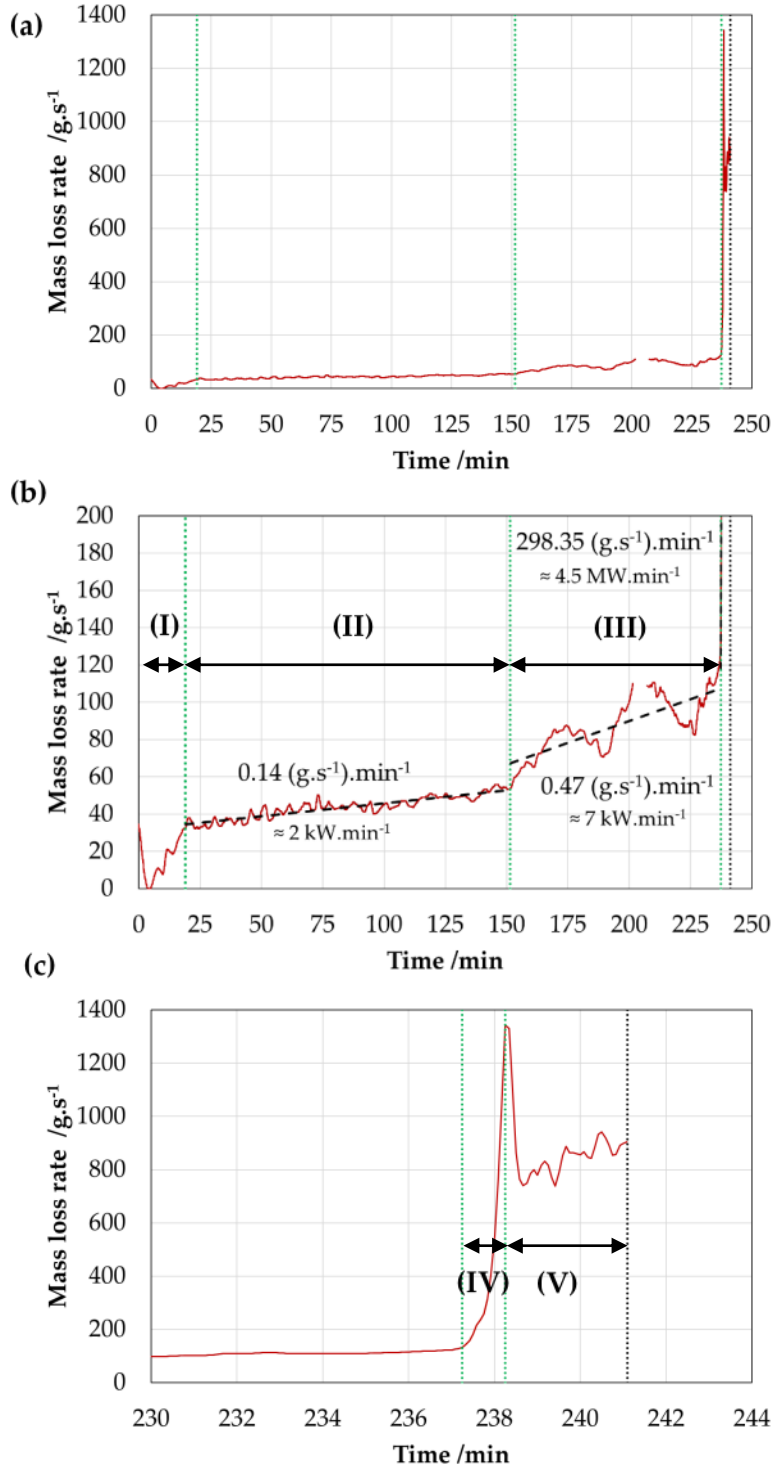 (a)
1400
1200
1000
800
600
400
200
0
Mass loss rate /g.s⁻¹
0 25 50 75 100 125 150 175 200 225 250
Time /min
(b)
200
180
160
140
120
100
80
60
40
20
0
Mass loss rate /g.s⁻¹
298.35 (g.s⁻¹).min⁻¹
≈ 4.5 MW.min⁻¹
(I) (II) (III)
0.14 (g.s⁻¹).min⁻¹
≈ 2 kW.min⁻¹
0.47 (g.s⁻¹).min⁻¹
≈ 7 kW.min⁻¹
0 25 50 75 100 125 150 175 200 225 250
Time /min
(c)
1400
1200
1000
800
600
400
200
0
Mass loss rate /g.s⁻¹
(IV) (V)
230 232 234 236 238 240 242 244
Time /min